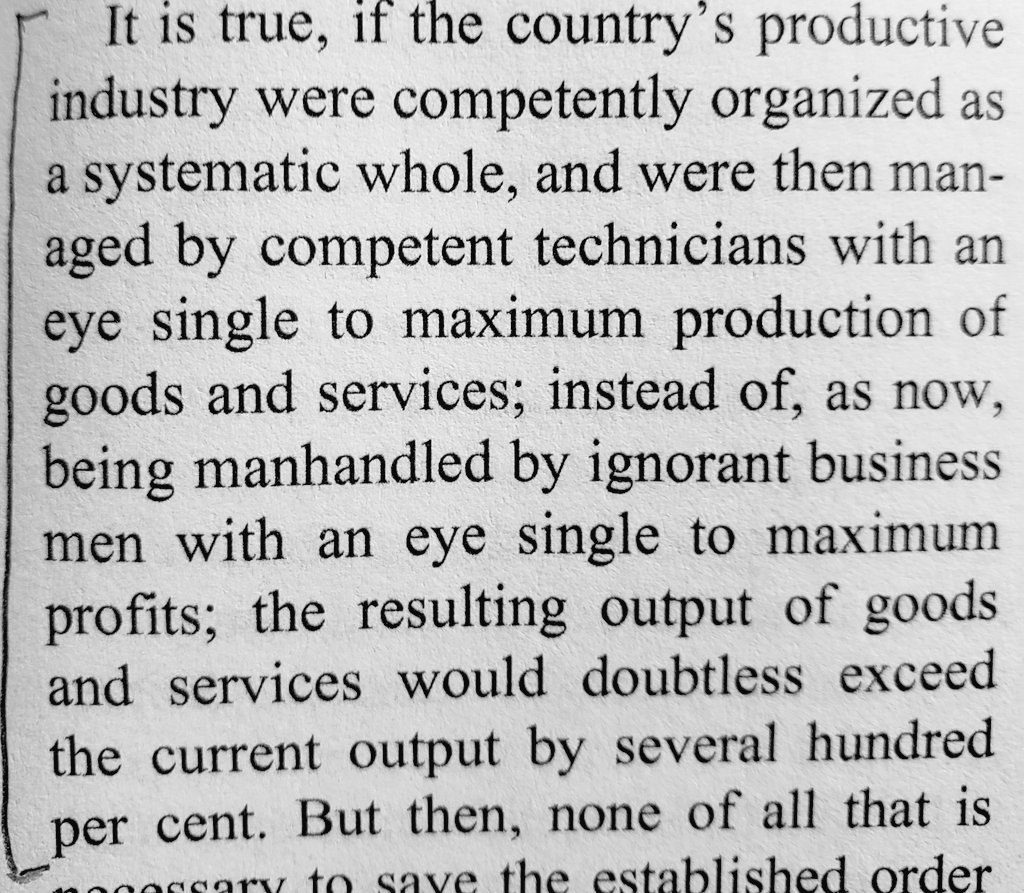 It is true, if the country's productive
industry were competently organized as
a systematic whole, and were then man-
aged by competent technicians with an
eye single to maximum production of
goods and services; instead of, as now,
being manhandled by ignorant business
men with an eye single to maximum
profits; the resulting output of goods
and services would doubtless exceed
the current output by several hundred
per cent. But then, none of all that is
necessary to save the established order